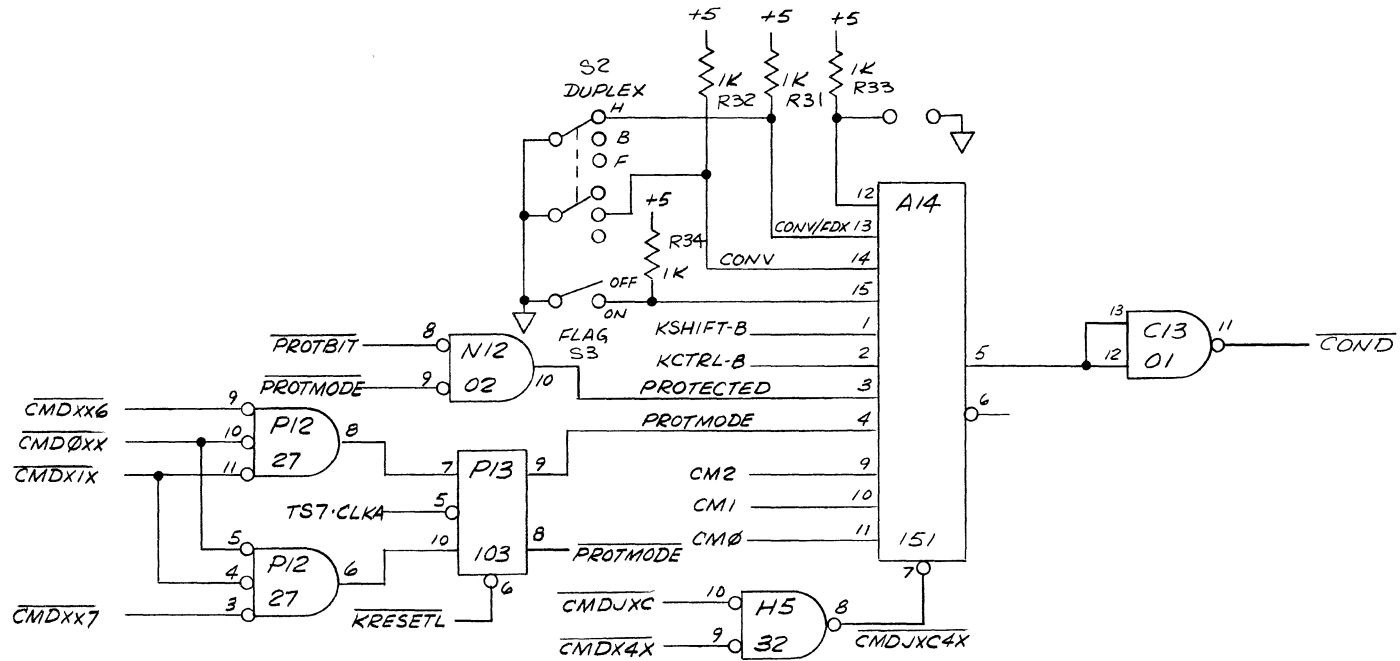 +5 +5 +5
S2
DUPLEX
1K
R32
1K
R31
1K
R33
H
B
F
12 A14
+5
CONV/FDX 13
R34
1K
CONV 14
OFF
15
ON
FLAG
S3
KSHIFT-B 1
13 C13 11 COND
12 01
PROTBIT 8 N12
KCTRL-B 2
5
PROTMODE 9 02 10
PROTECTED 3
CMDXX6 9 P12 8
PROTMODE 4
6
CMDØXX 10 27
CMDX1X 11
7 P13 9
CM2 9
TS7·CLKA 5
CM1 10
5 P12 6
10 103 8 PROTMODE
CMØ 11
151
4 27
7
CMDXX7 3
6
KRESETL
CMDJXC 10 H5 8
CMDX4X 9 32
CMDJXC4X